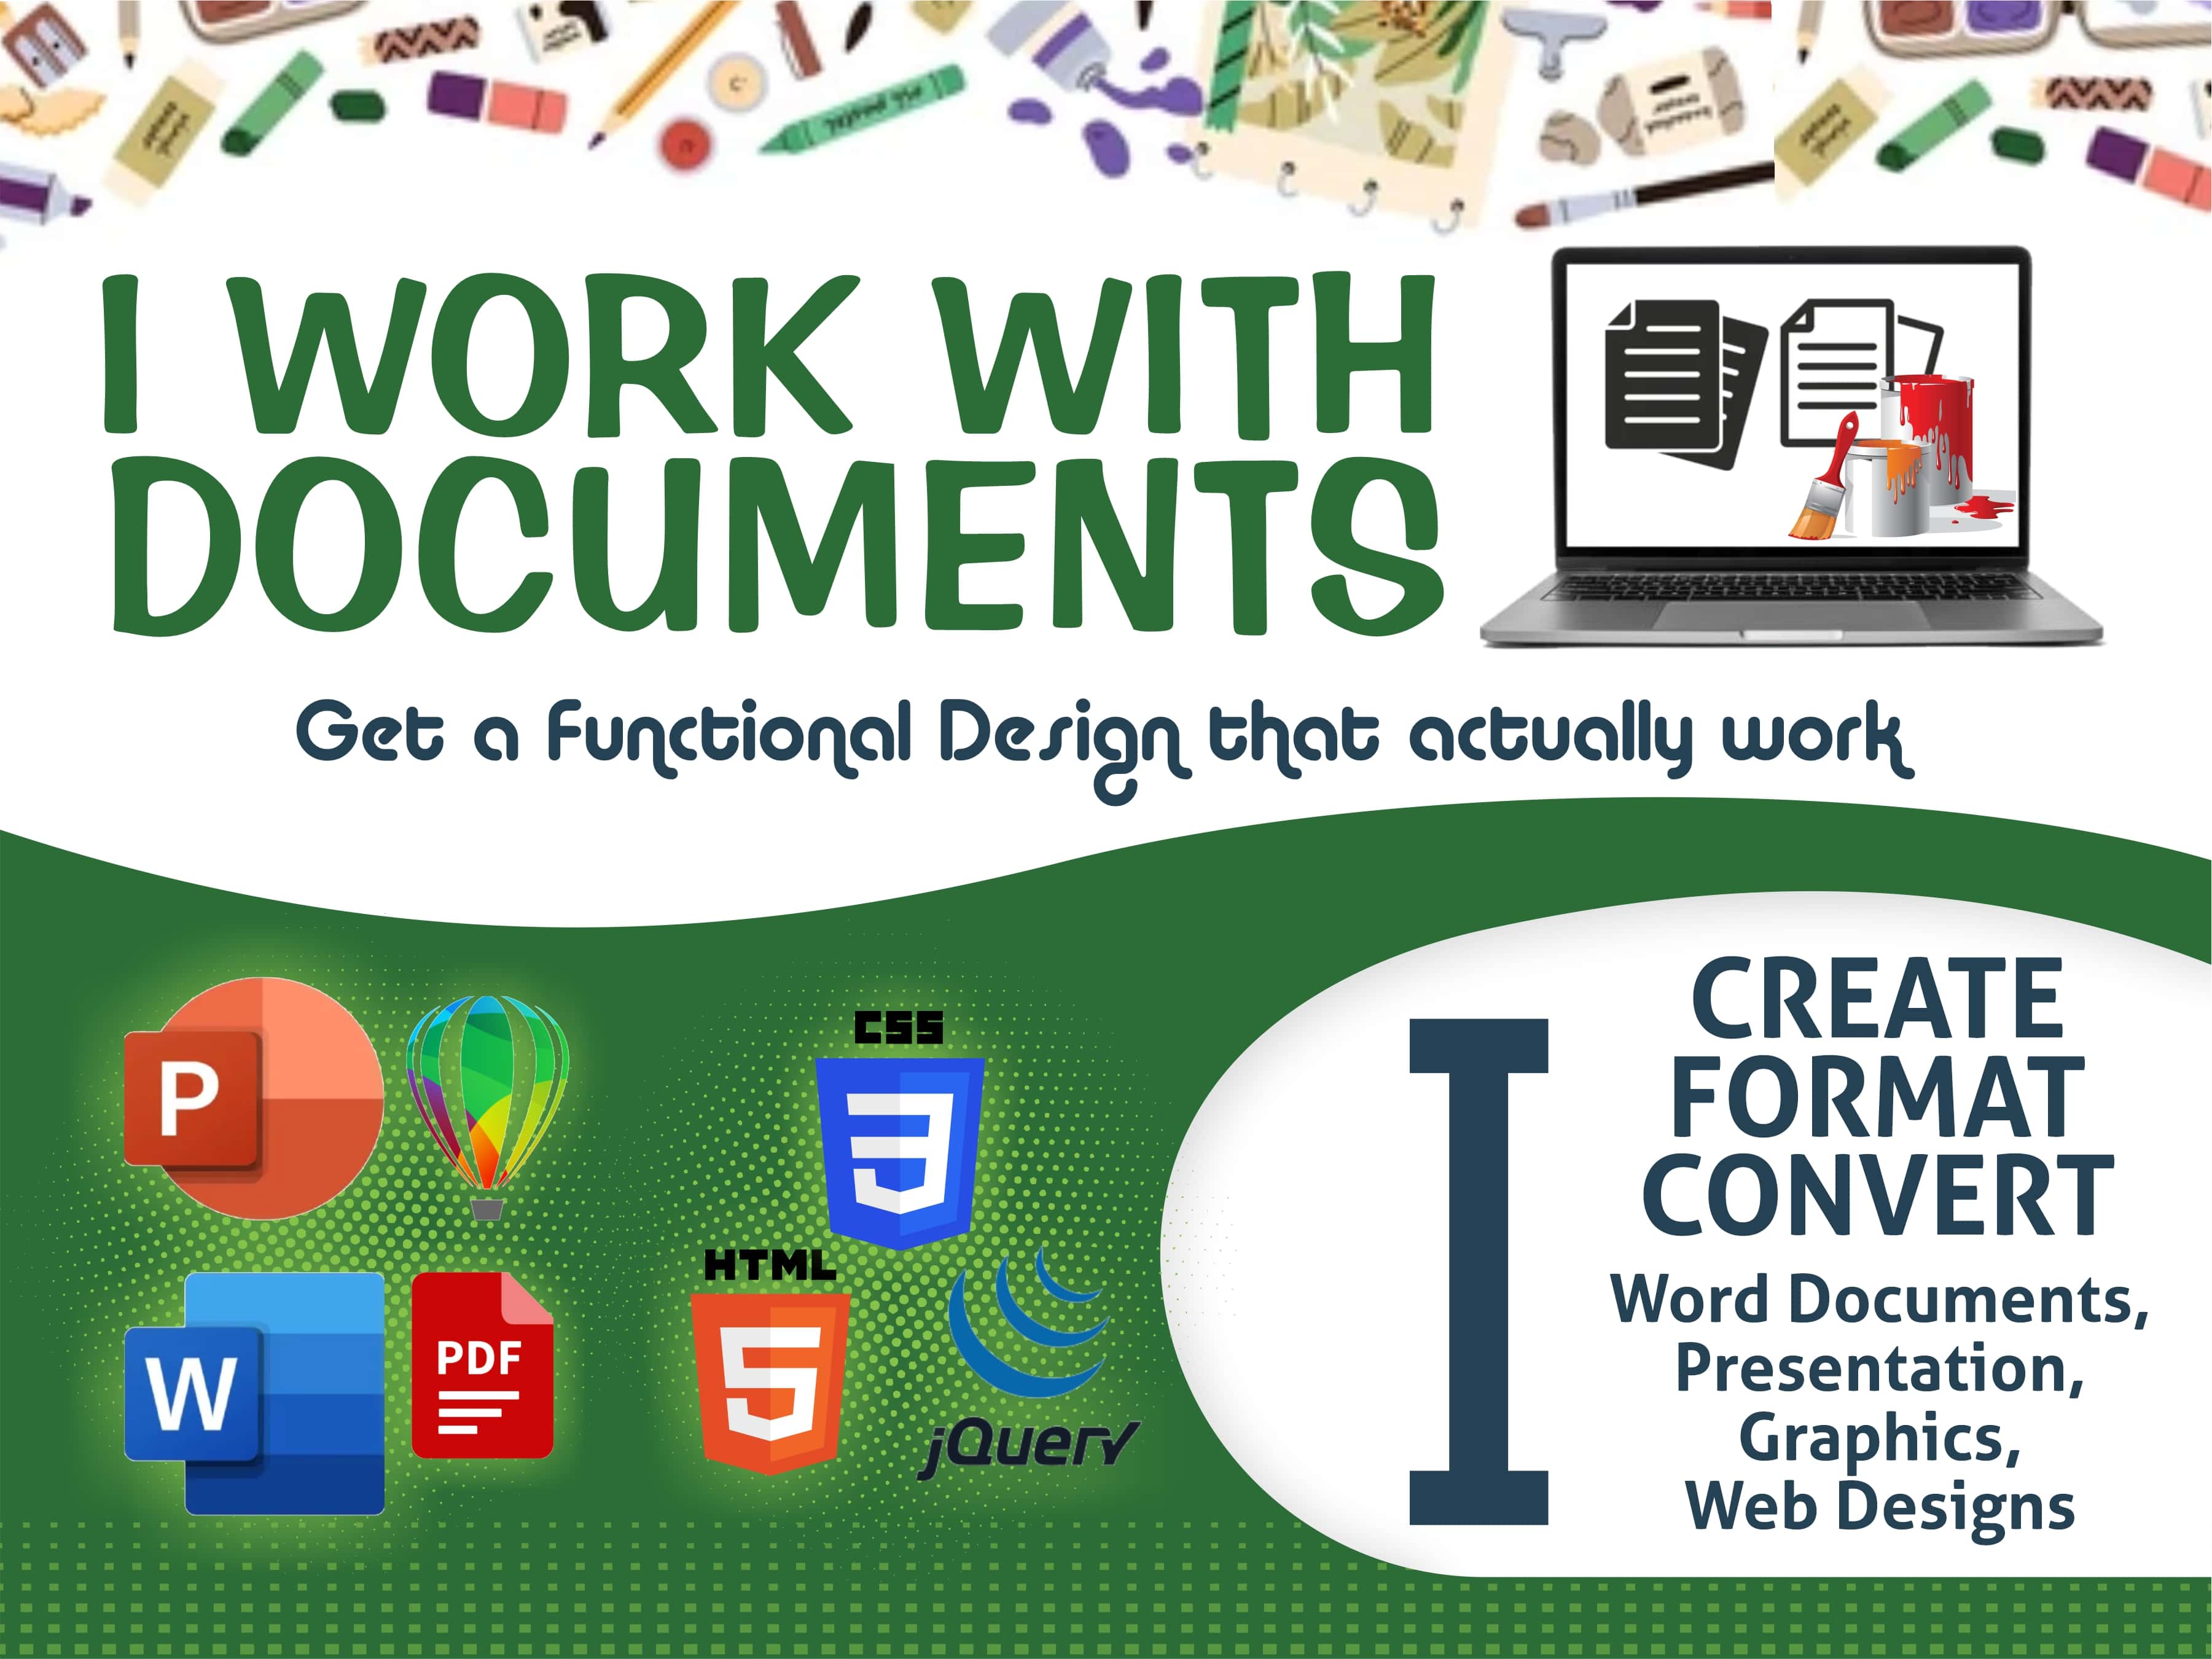 I WORK WITH
DOCUMENTS
Get a Functional Design that actually work
P
CSS
3
HTML
5
W
PDF
jQuery
I
CREATE
FORMAT
CONVERT
Word Documents,
Presentation,
Graphics,
Web Designs